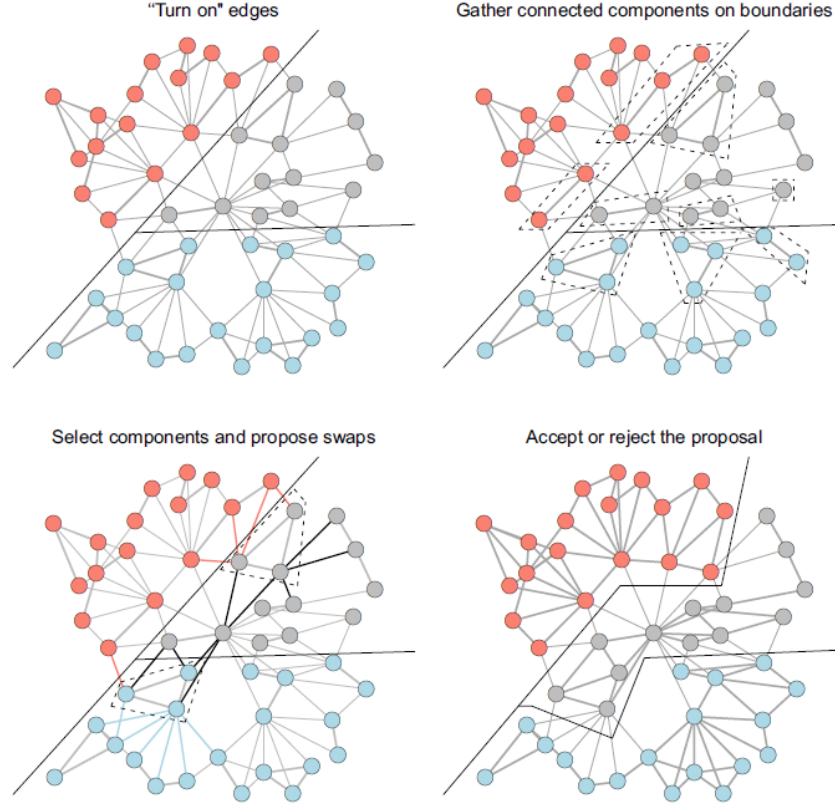 “Turn on" edges
Gather connected components on boundaries
Select components and propose swaps
Accept or reject the proposal